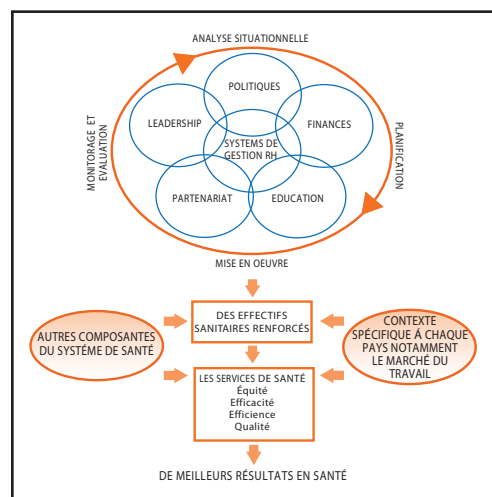 ANALYSE SITUATIONNELLE
POLITIQUES
LEADERSHIP
FINANCES
SYSTEMS DE
GESTION RH
PARTENARIAT
EDUCATION
MONITORAGE ET
EVALUATION
PLANIFICATION
MISE EN OEUVRE
DES EFFECTIFS
SANITAIRES RENFORCÉS
AUTRES COMPOSANTES
DU SYSTÉME DE SANTÉ
CONTEXTE
SPÉCIFIQUE Á CHAQUE
PAYS NOTAMMENT
LE MARCHÉ DU
TRAVAIL
LES SERVICES DE SANTÉ
Équité
Efficacité
Efficience
Qualité
DE MEILLEURS RÉSULTATS EN SANTÉ